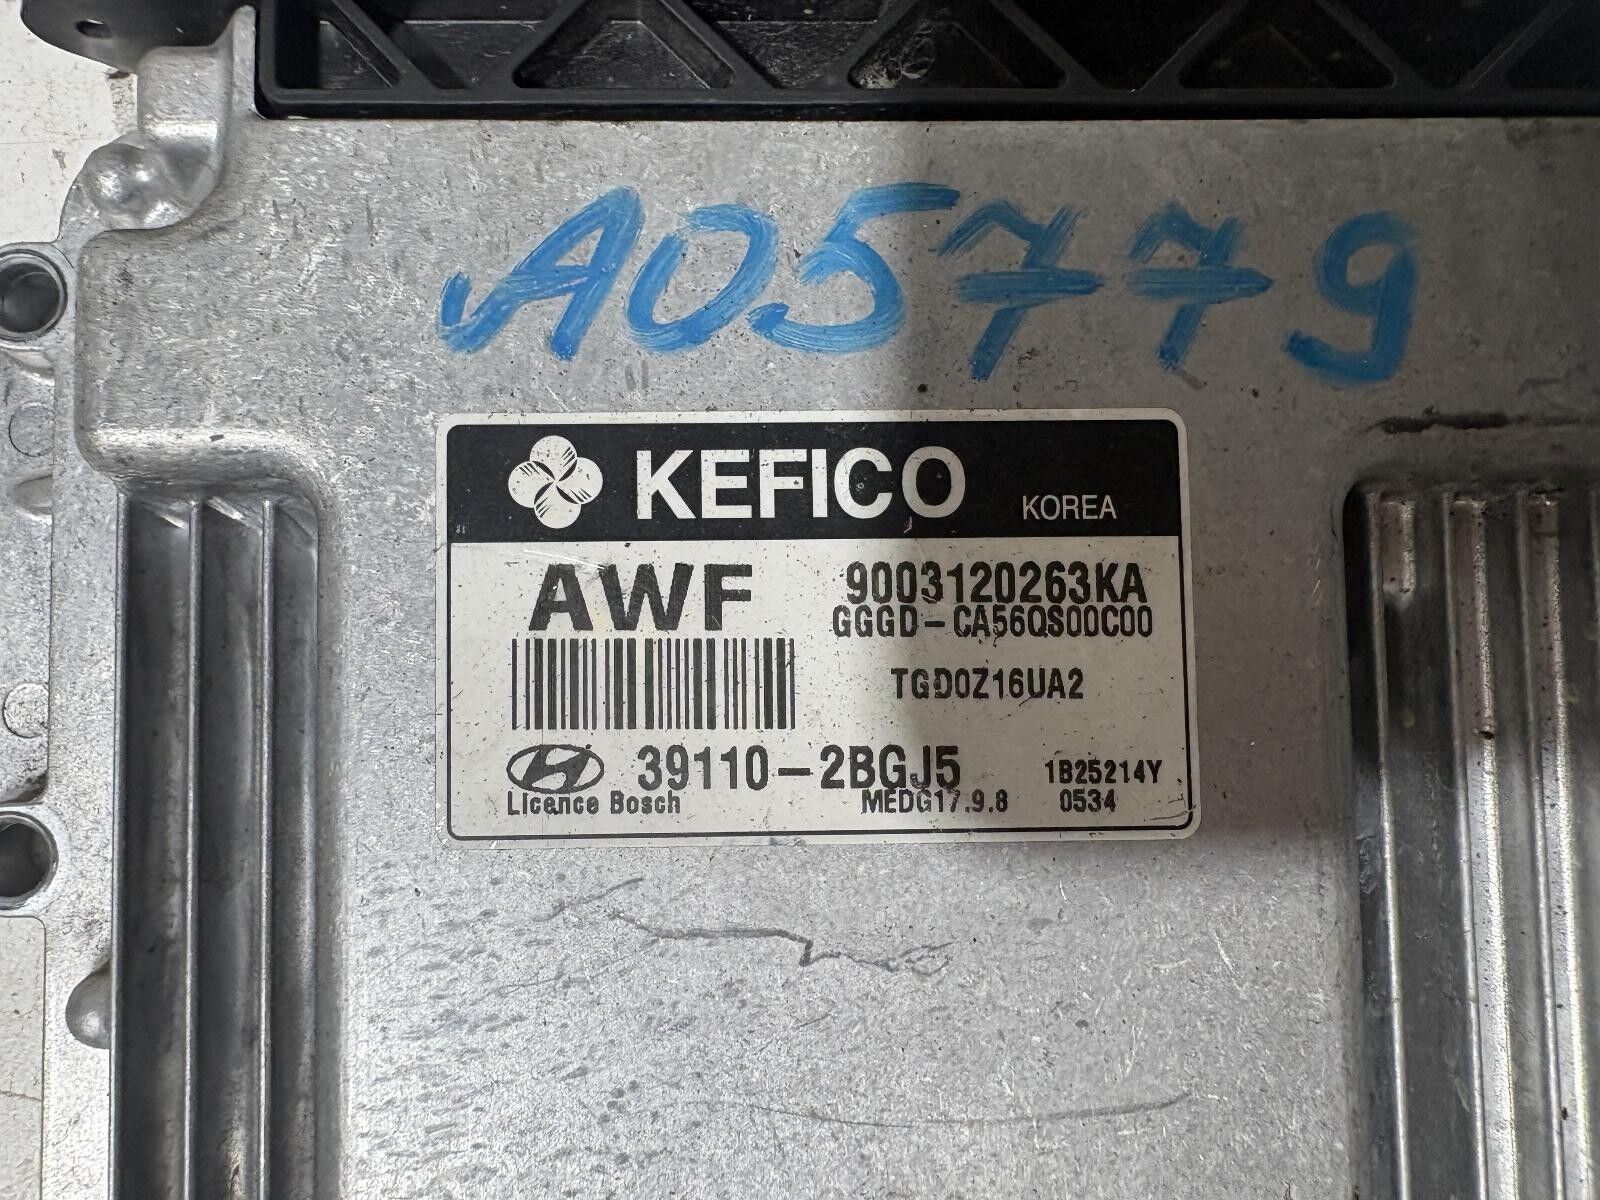 A05779
KEFICO KOREA
AWF 9003120263KA
GGGD-CA56QS00C00
TGD0Z16UA2
39110-2BGJ5 1B25214Y
Licence Bosch MEDG17.9.8 0534